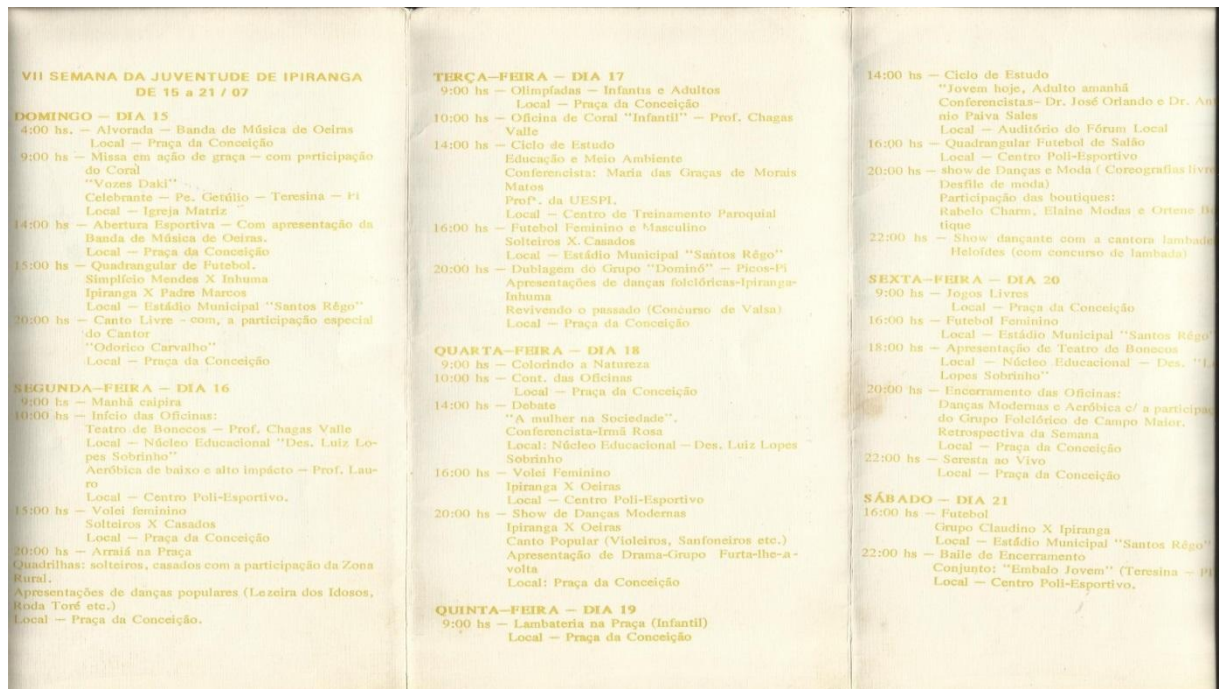 VII SEMANA DA JUVENTUDE DE IPIRANGA
DE 15 a 21 / 07
DOMINGO — DIA 15
4:00 hs. — Alvorada — Banda de Música de Oeiras
Local — Praça da Conceição
9:00 hs — Missa em ação de graça — com participação
do Coral
"Vozes Daki"
Celebrante — Pe. Getúlio — Teresina — Pi
Local — Igreja Matriz
14:00 hs — Abertura Esportiva — Com apresentação da
Banda de Música de Oeiras.
Local — Praça da Conceição
15:00 hs — Quadrangular de Futebol.
Simplício Mendes X Inhuma
Ipiranga X Padre Marcos
Local — Estádio Municipal "Santos Rêgo"
20:00 hs — Canto Livre - com, a participação especial
do Cantor
"Odorico Carvalho"
Local — Praça da Conceição
SEGUNDA—FEIRA — DIA 16
9:00 hs — Manhã caipira
10:00 hs — Início das Oficinas:
Teatro de Bonecos — Prof. Chagas Valle
Local — Núcleo Educacional "Des. Luiz Lo-
pes Sobrinho"
Aeróbica de baixo e alto impácto — Prof. Lau-
ro
Local — Centro Poli-Esportivo.
15:00 hs — Volei feminino
Solteiros X Casados
Local — Praça da Conceição
20:00 hs — Arraiá na Praça
Quadrilhas: solteiros, casados com a participação da Zona
Rural.
Apresentações de danças populares (Lezeira dos Idosos,
Roda Toré etc.)
Local — Praça da Conceição.
TERÇA—FEIRA — DIA 17
9:00 hs — Olimpíadas — Infantis e Adultos
Local — Praça da Conceição
10:00 hs — Oficina de Coral "Infantil" — Prof. Chagas
Valle
14:00 hs — Ciclo de Estudo
Educação e Meio Ambiente
Conferencista: Maria das Graças de Morais
Matos
Profª. da UESPI.
Local — Centro de Treinamento Paroquial
16:00 hs — Futebol Feminino e Masculino
Solteiros X Casados
Local — Estádio Municipal "Santos Rêgo"
20:00 hs — Dublagem do Grupo "Dominó" — Picos-Pi
Apresentações de danças folclóricas-Ipiranga-
Inhuma
Revivendo o passado (Concurso de Valsa)
Local — Praça da Conceição
QUARTA—FEIRA — DIA 18
9:00 hs — Colorindo a Natureza
10:00 hs — Cont. das Oficinas
Local — Praça da Conceição
14:00 hs — Debate
"A mulher na Sociedade".
Conferencista-Irmã Rosa
Local: Núcleo Educacional — Des. Luiz Lopes
Sobrinho
16:00 hs — Volei Feminino
Ipiranga X Oeiras
Local — Centro Poli-Esportivo
20:00 hs — Show de Danças Modernas
Ipiranga X Oeiras
Canto Popular (Violeiros, Sanfoneiros etc.)
Apresentação de Drama-Grupo Furta-lhe-a-
volta
Local: Praça da Conceição
QUINTA—FEIRA — DIA 19
9:00 hs — Lambateria na Praça (Infantil)
Local — Praça da Conceição
14:00 hs — Ciclo de Estudo
"Jovem hoje, Adulto amanhã
Conferencistas- Dr. José Orlando e Dr.
nio Paiva Sales
Local — Auditório do Fórum Local
16:00 hs — Quadrangular Futebol de Salão
Local — Centro Poli-Esportivo
20:00 hs — show de Danças e Moda ( Coreografias
Desfile de moda)
Participação das boutiques:
Rabelo Charm, Elaine Modas e Ortene
tique
22:00 hs — Show dançante com a cantora
Heloídes (com concurso de lambada)
SEXTA—FEIRA — DIA 20
9:00 hs — Jogos Livres
Local — Praça da Conceição
16:00 hs — Futebol Feminino
Local — Estádio Municipal "Santos Rêgo"
18:00 hs — Apresentação de Teatro de Bonecos
Local — Núcleo Educacional — Des.
Lopes Sobrinho"
20:00 hs — Encerramento das Oficinas:
Danças Modernas e Aeróbica c/ a
do Grupo Folclórico de Campo Maior.
Retrospectiva da Semana
Local — Praça da Conceição
22:00 hs — Seresta ao Vivo
Local — Praça da Conceição
SÁBADO — DIA 21
16:00 hs — Futebol
Grupo Claudino X Ipiranga
Local — Estádio Municipal "Santos Rêgo"
22:00 hs — Baile de Encerramento
Conjunto: "Embalo Jovem" (Teresina —
Local — Centro Poli-Esportivo.